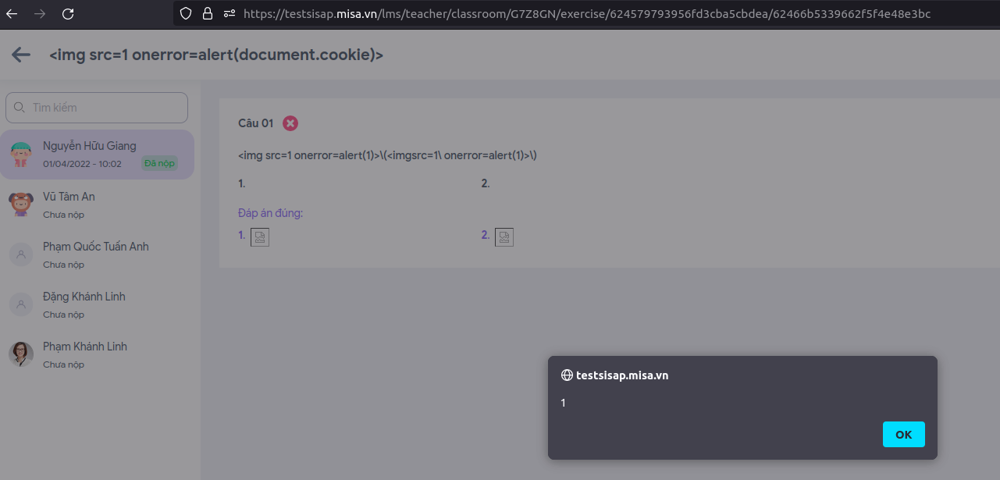 https://testsisap.misa.vn/lms/teacher/classroom/G7Z8GN/exercise/624579793956fd3cba5cbdea/62466b5339662f5f4e48e3bc
<img src=1 onerror=alert(document.cookie)>
Tìm kiếm
Nguyễn Hữu Giang
01/04/2022 - 10:02 Đã nộp
Vũ Tâm An
Chưa nộp
Phạm Quốc Tuấn Anh
Chưa nộp
Đặng Khánh Linh
Chưa nộp
Phạm Khánh Linh
Chưa nộp
Câu 01
<img src=1 onerror=alert(1)>\(<imgsrc=1\ onerror=alert(1)>\)
1. 2.
Đáp án đúng:
1. 2.
testsisap.misa.vn
1
OK